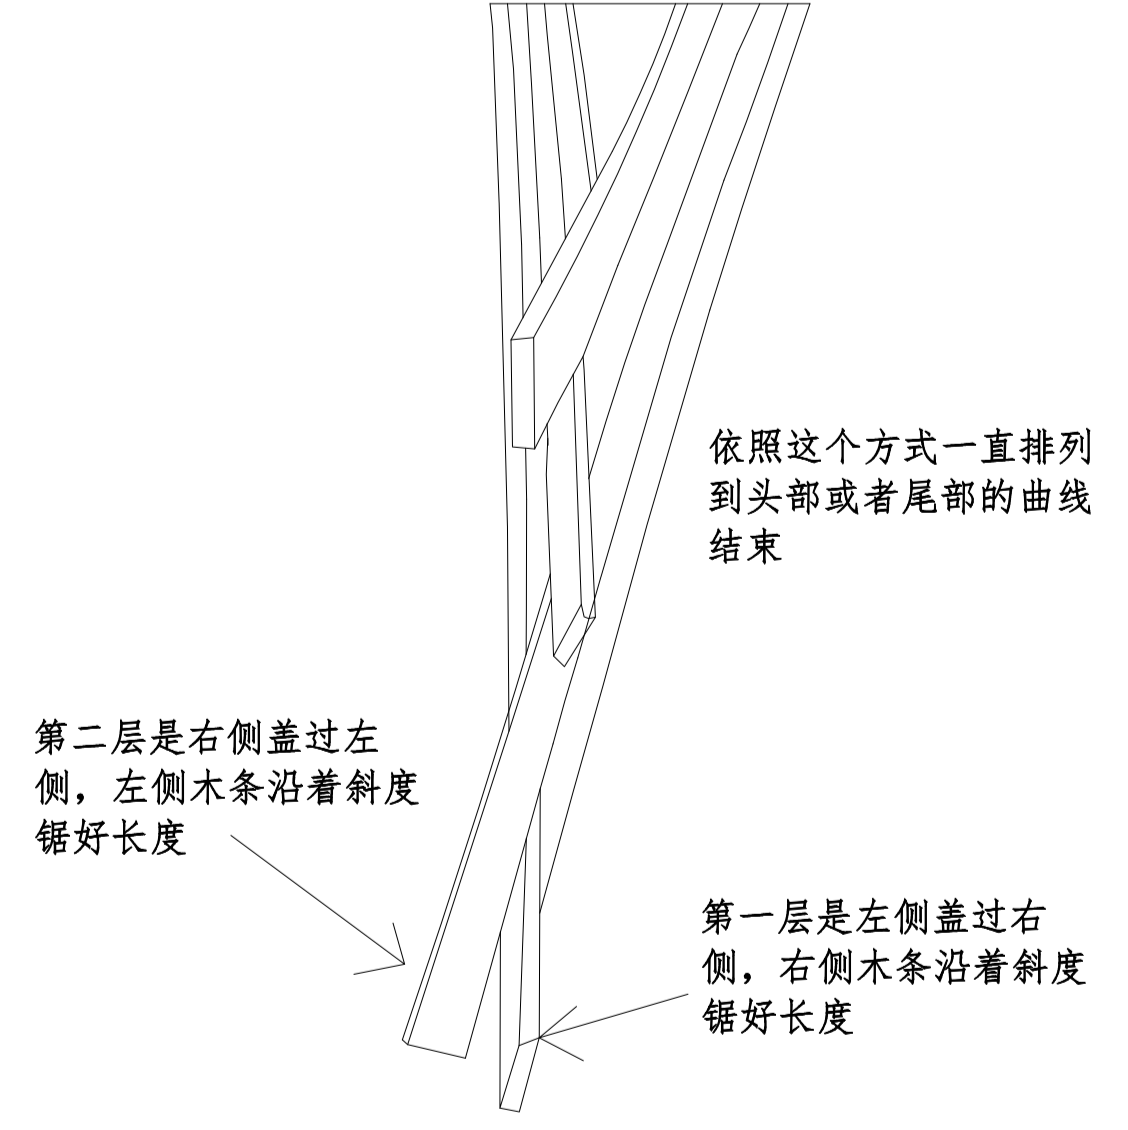 依照这个方式一直排列
到头部或者尾部的曲线
结束
第二层是右侧盖过左
侧，左侧木条沿着斜度
锯好长度
第一层是左侧盖过右
侧，右侧木条沿着斜度
锯好长度